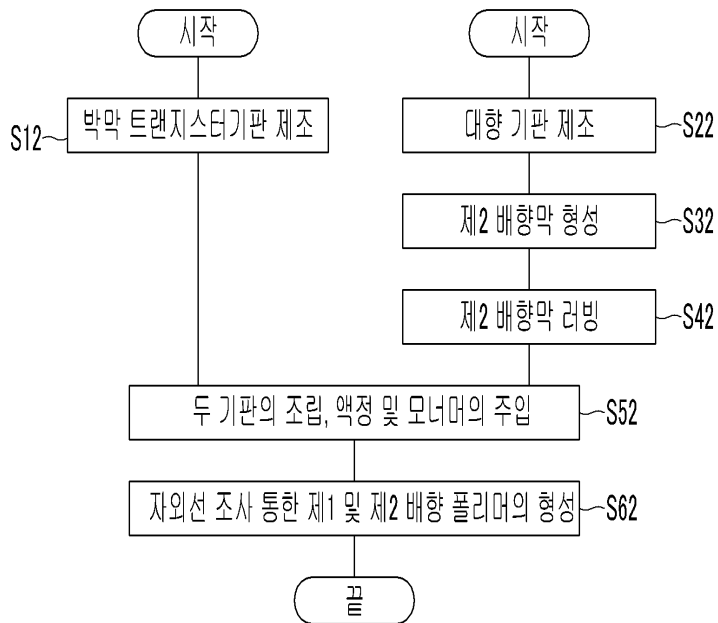 시작
시작
S12
박막 트랜지스터기판 제조
대향 기판 제조
S22
제2 배향막 형성
S32
제2 배향막 러빙
S42
두 기판의 조립, 액정 및 모너머의 주입
S52
자외선 조사 통한 제1 및 제2 배향 폴리머의 형성
S62
끝